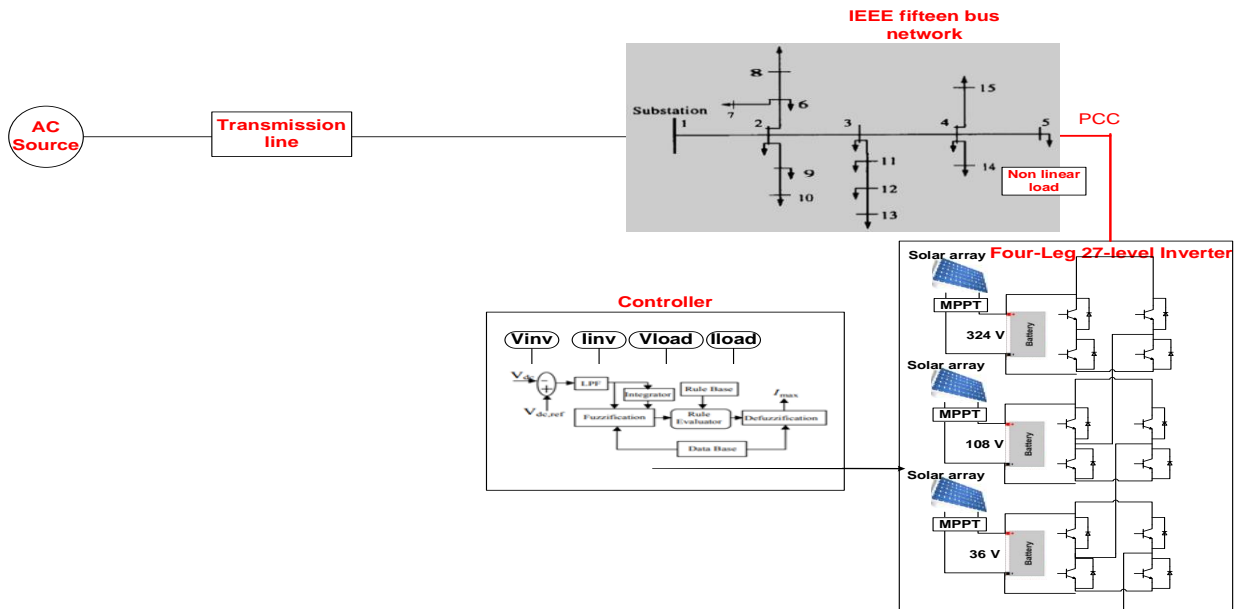 IEEE fifteen bus
network
AC
Source
Transmission
line
Substation
1
2
3
4
5
6
7
8
9
10
11
12
13
14
15
PCC
Non linear
load
Four-Leg 27-level Inverter
Solar array
MPPT
324 V
Battery
Solar array
MPPT
108 V
Battery
Solar array
MPPT
36 V
Battery
Controller
Vinv
Iinv
Vload
Iload
Vdc
Vdc,ref
LPF
Integrator
Rule Base
Imax
Fuzzification
Rule
Evaluator
Defuzzification
Data Base